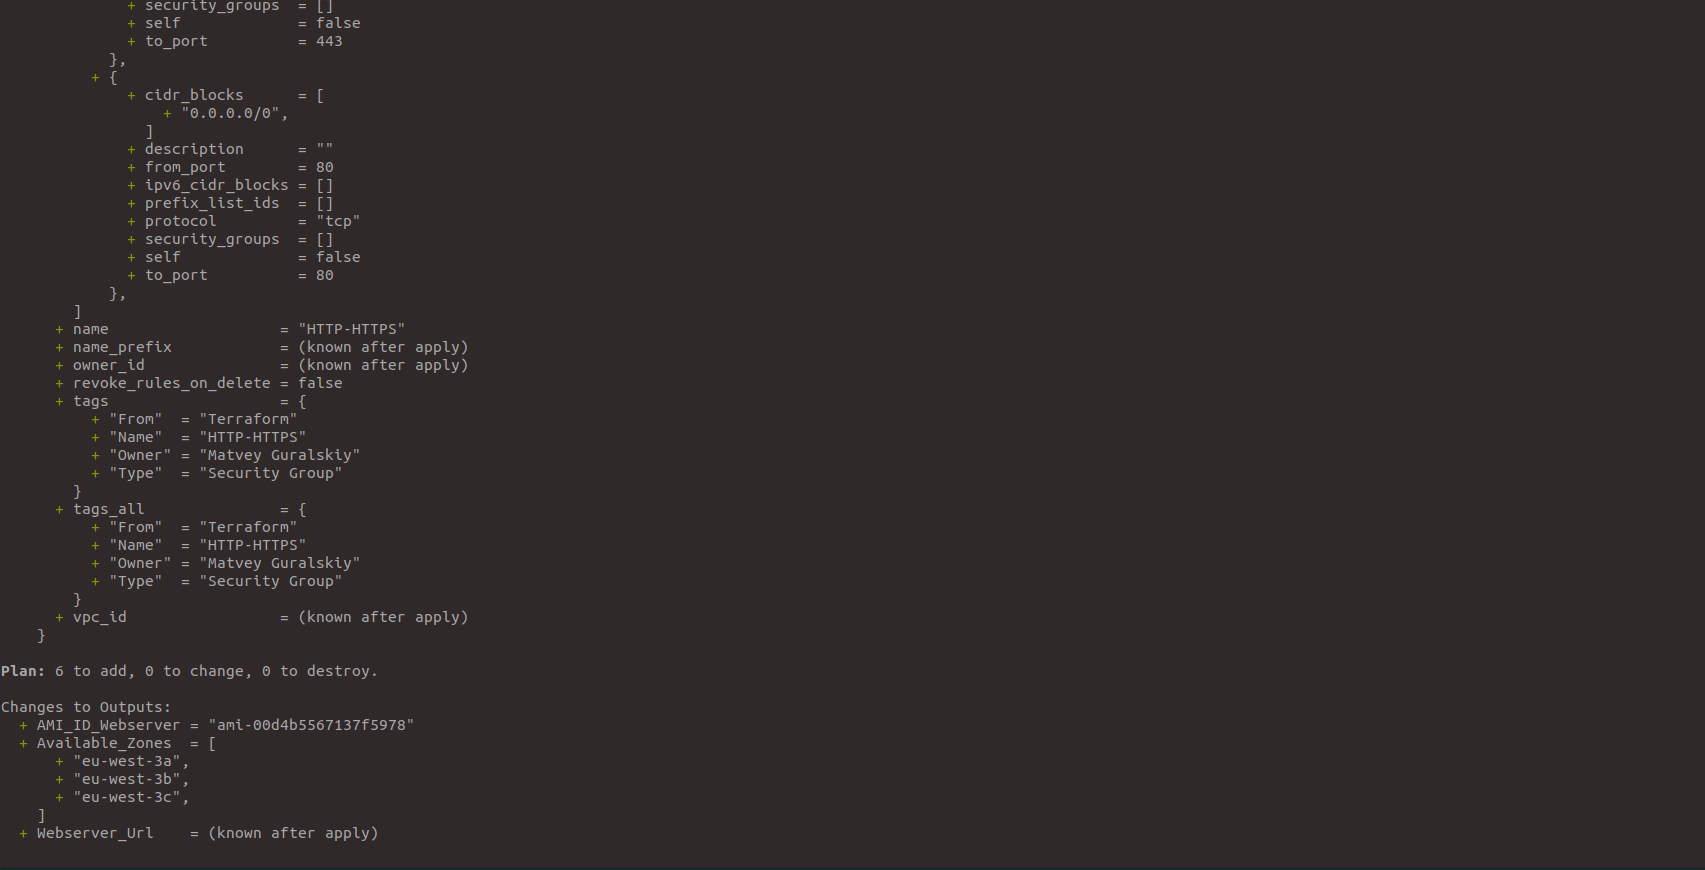 + security_groups  = []
+ self             = false
+ to_port          = 443
},
+ {
+ cidr_blocks      = [
+ "0.0.0.0/0",
]
+ description      = ""
+ from_port        = 80
+ ipv6_cidr_blocks = []
+ prefix_list_ids  = []
+ protocol         = "tcp"
+ security_groups  = []
+ self             = false
+ to_port          = 80
},
]
+ name                   = "HTTP-HTTPS"
+ name_prefix            = (known after apply)
+ owner_id               = (known after apply)
+ revoke_rules_on_delete = false
+ tags                   = {
+ "From"  = "Terraform"
+ "Name"  = "HTTP-HTTPS"
+ "Owner" = "Matvey Guralskiy"
+ "Type"  = "Security Group"
}
+ tags_all               = {
+ "From"  = "Terraform"
+ "Name"  = "HTTP-HTTPS"
+ "Owner" = "Matvey Guralskiy"
+ "Type"  = "Security Group"
}
+ vpc_id                 = (known after apply)
}
Plan: 6 to add, 0 to change, 0 to destroy.
Changes to Outputs:
+ AMI_ID_Webserver = "ami-00d4b5567137f5978"
+ Available_Zones  = [
+ "eu-west-3a",
+ "eu-west-3b",
+ "eu-west-3c",
]
+ Webserver_Url    = (known after apply)